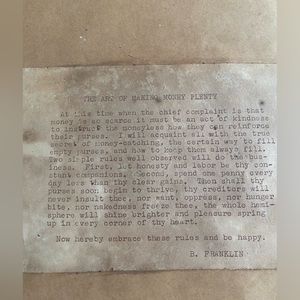 THE ART OF MAKING MONEY PLENTY
At this time when the chief complaint is that
money is so scarce it must be an act of kindness
to instruct the moneyless how they can reinforce
their purses. I will acquaint all with the true
secret of money-catching, the certain way to fill
empty purses, and how to keep them always full.
Two simple rules well observed will do the bus-
iness. First, let honesty and labor be thy con-
stant companions. Second, spend one penny every
day less than thy clear gains. Then shall thy
purses soon begin to thrive, thy creditors will
never insult thee, nor want, oppress, nor hunger
bite, nor nakedness freeze thee, the whole hemi-
sphere will shine brighter and pleasure spring
up in every corner of thy heart.
Now hereby embrace these rules and be happy.
B. FRANKLIN